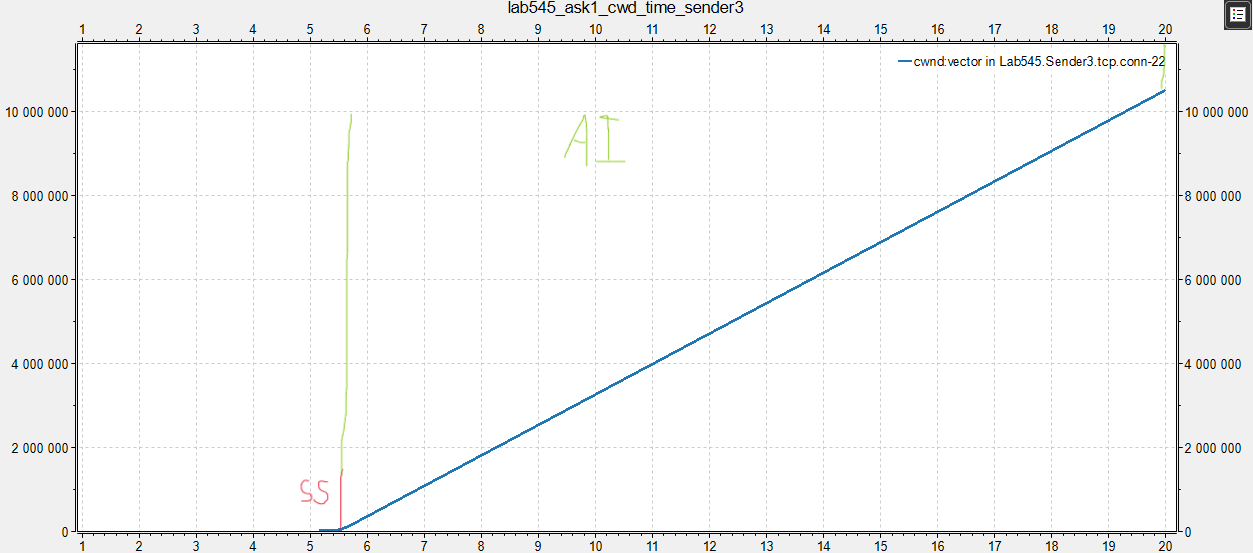 lab545_ask1_cwd_time_sender3
1 2 3 4 5 6 7 8 9 10 11 12 13 14 15 16 17 18 19 20
cwnd:vector in Lab545.Sender3.tcp.conn-22
10 000 000 AI 10 000 000
8 000 000 8 000 000
6 000 000 6 000 000
4 000 000 4 000 000
2 000 000 2 000 000
SS
0 0
1 2 3 4 5 6 7 8 9 10 11 12 13 14 15 16 17 18 19 20